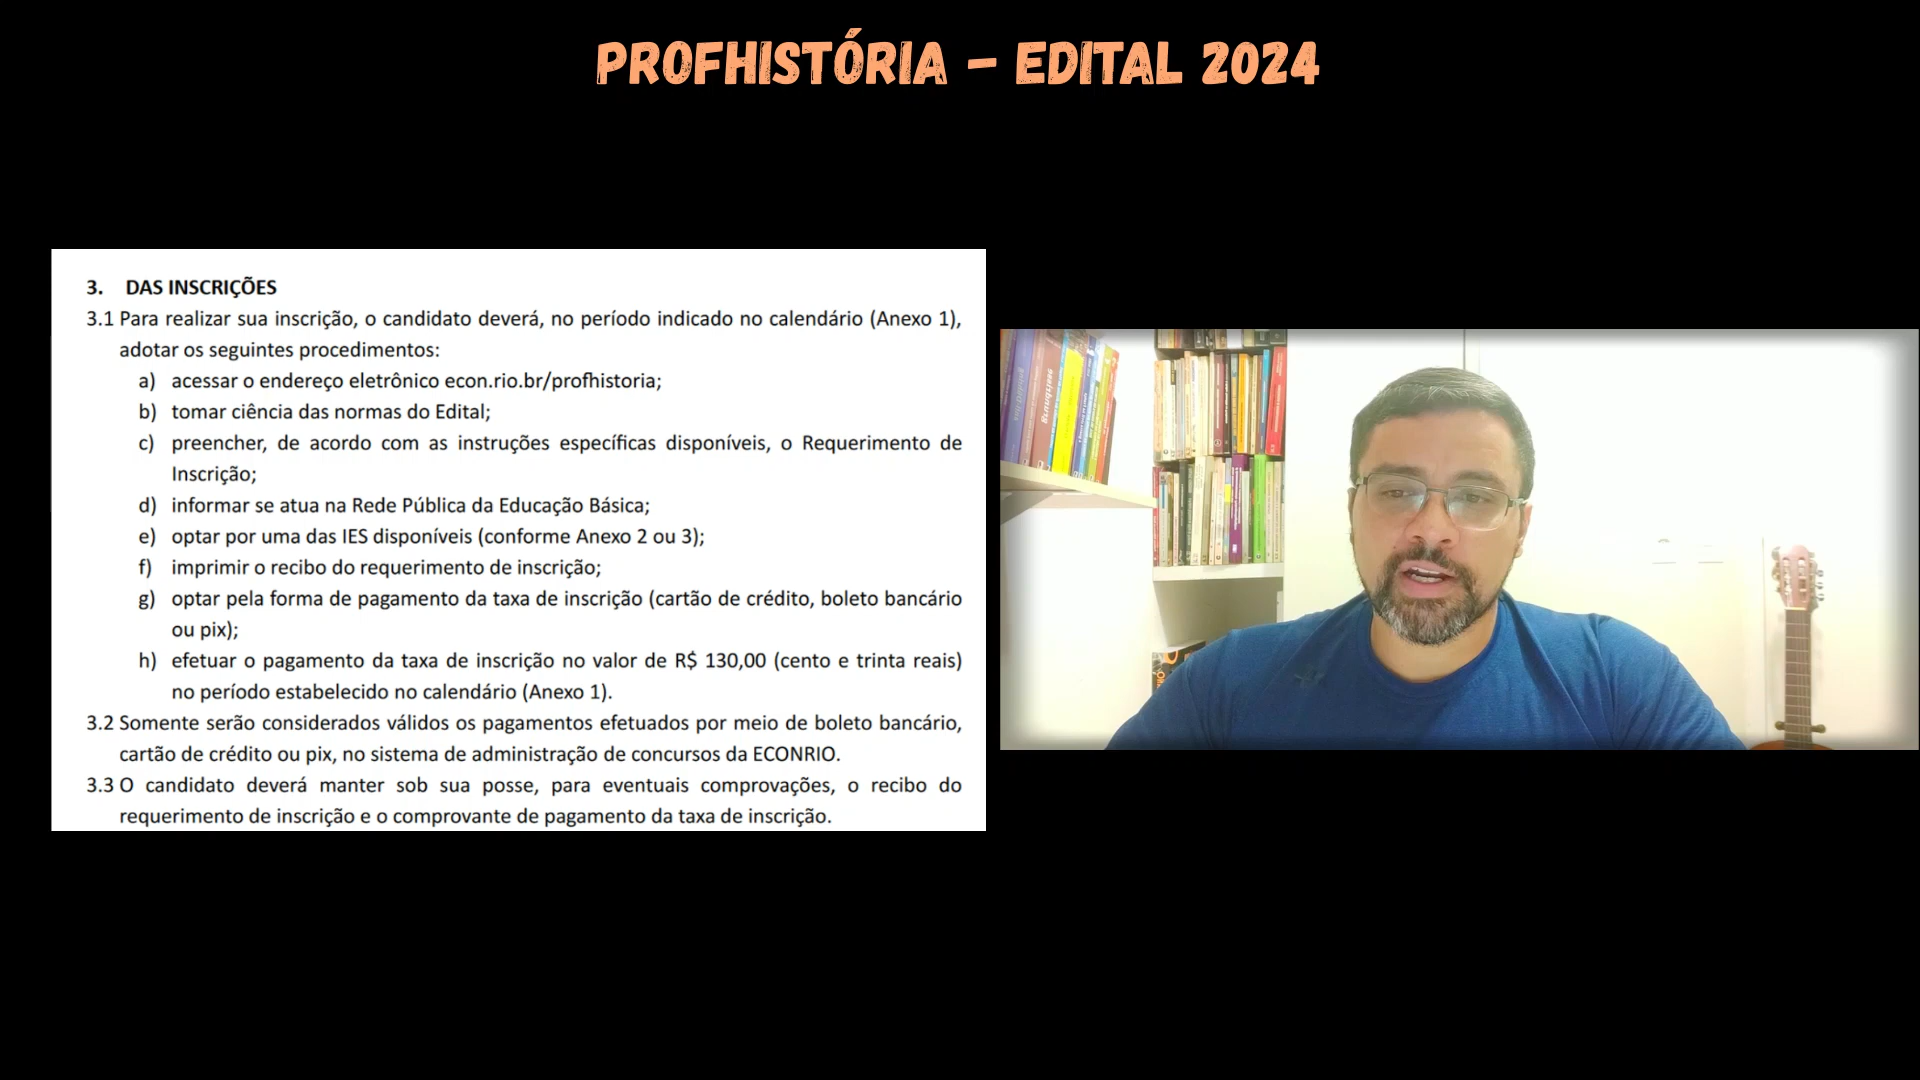 PROFHISTÓRIA – EDITAL 2024
3. DAS INSCRIÇÕES
3.1 Para realizar sua inscrição, o candidato deverá, no período indicado no calendário (Anexo 1),
adotar os seguintes procedimentos:
a) acessar o endereço eletrônico econ.rio.br/profhistoria;
b) tomar ciência das normas do Edital;
c) preencher, de acordo com as instruções específicas disponíveis, o Requerimento de
Inscrição;
d) informar se atua na Rede Pública da Educação Básica;
e) optar por uma das IES disponíveis (conforme Anexo 2 ou 3);
f) imprimir o recibo do requerimento de inscrição;
g) optar pela forma de pagamento da taxa de inscrição (cartão de crédito, boleto bancário
ou pix);
h) efetuar o pagamento da taxa de inscrição no valor de R$ 130,00 (cento e trinta reais)
no período estabelecido no calendário (Anexo 1).
3.2 Somente serão considerados válidos os pagamentos efetuados por meio de boleto bancário,
cartão de crédito ou pix, no sistema de administração de concursos da ECONRIO.
3.3 O candidato deverá manter sob sua posse, para eventuais comprovações, o recibo do
requerimento de inscrição e o comprovante de pagamento da taxa de inscrição.